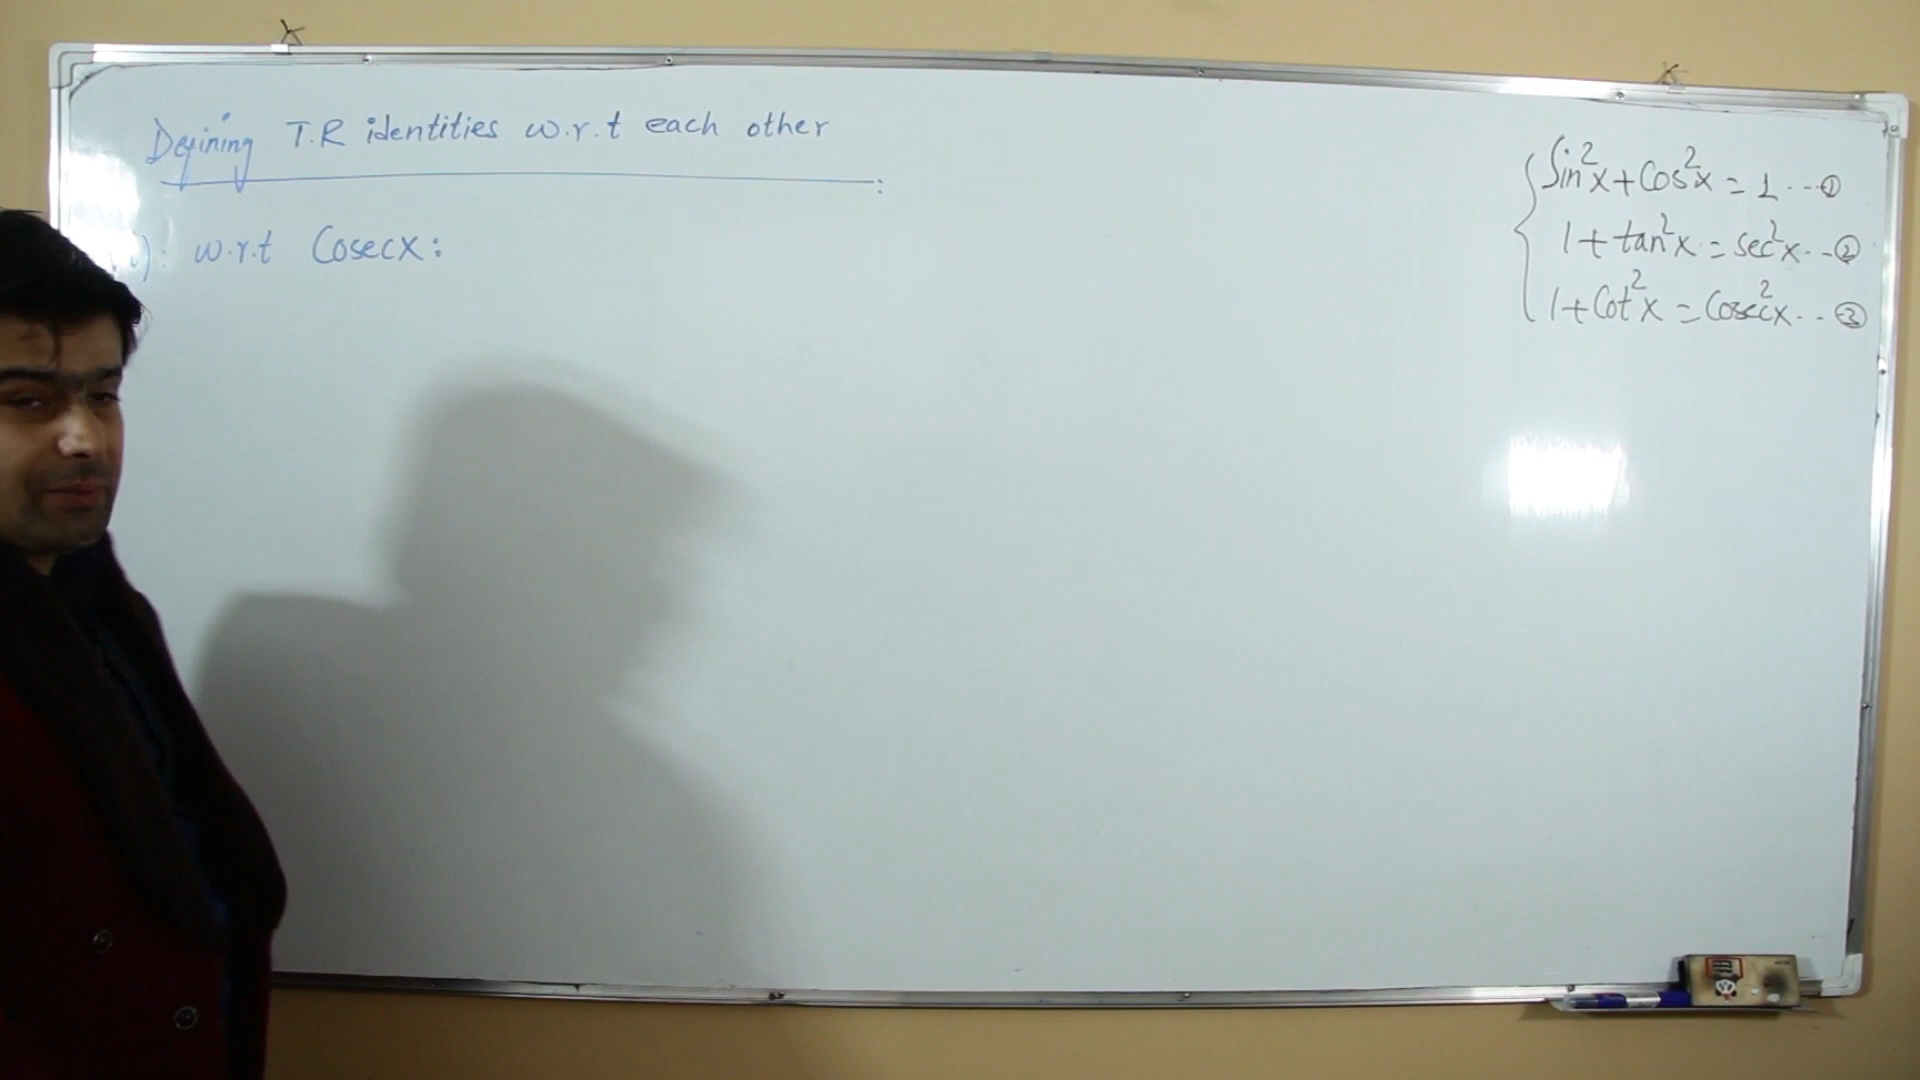 Defining T.R identities w.r.t each other :
w.r.t Cosecx:
Sin²x + Cos²x = 1 --- ①
1 + tan²x = sec²x -- ②
1 + Cot²x = Cosec²x -- ③